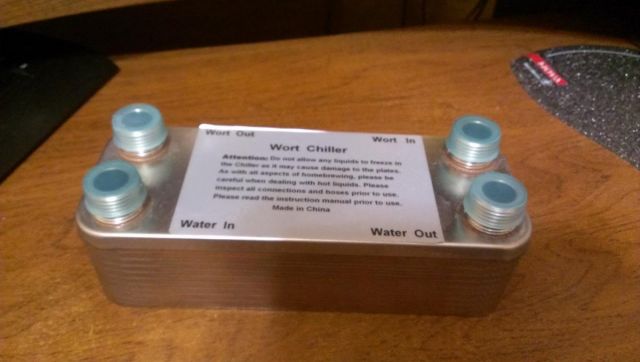 Wort Out Wort In
Wort Chiller
Attention: Do not allow any liquids to freeze in
the Chiller as it may cause damage to the plates.
As with all aspects of homebrewing, please be
careful when dealing with hot liquids. Please
inspect all connections and hoses prior to use.
Please read the instruction manual prior to use.
Made in China
Water In Water Out